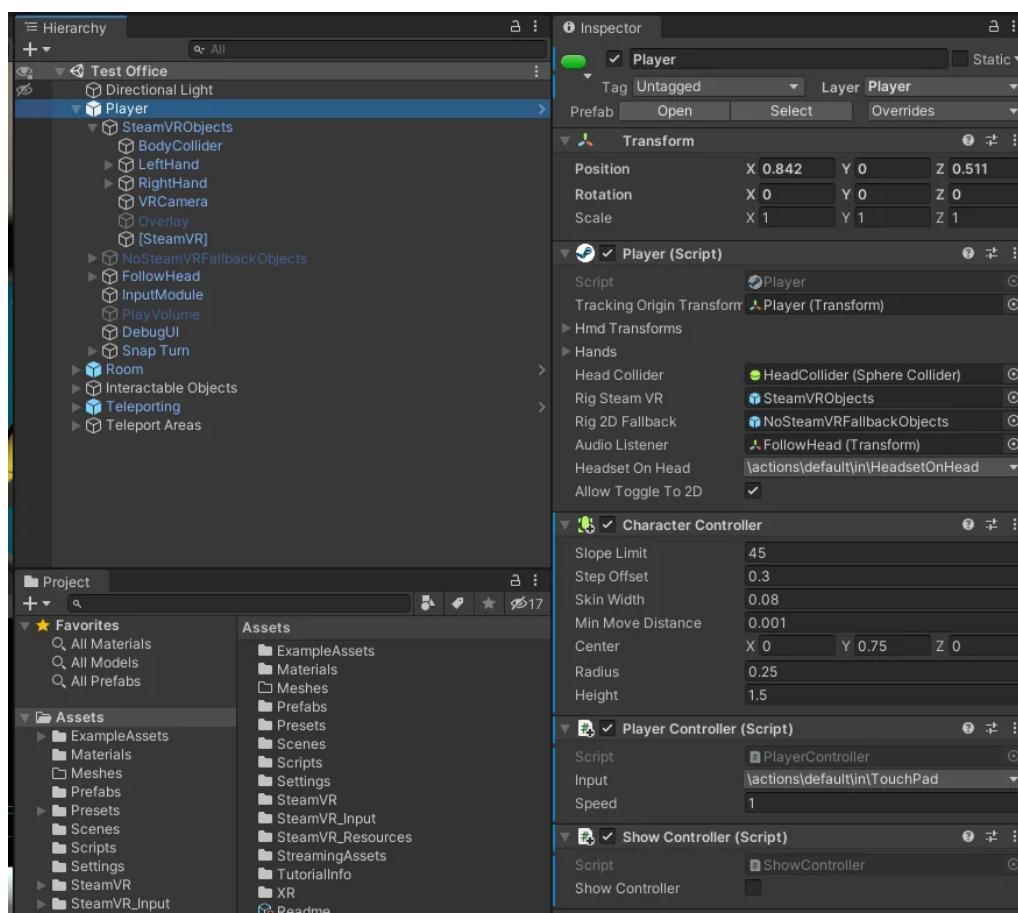 Hierarchy
All
Test Office
Directional Light
Player
SteamVRObjects
BodyCollider
LeftHand
RightHand
VRCamera
Overlay
[SteamVR]
NoSteamVRFallbackObjects
FollowHead
InputModule
PlayVolume
DebugUI
Snap Turn
Room
Interactable Objects
Teleporting
Teleport Areas
Project
17
Favorites
All Materials
All Models
All Prefabs
Assets
ExampleAssets
Materials
Meshes
Prefabs
Presets
Scenes
Scripts
Settings
SteamVR
SteamVR_Input
Assets
ExampleAssets
Materials
Meshes
Prefabs
Presets
Scenes
Scripts
Settings
SteamVR
SteamVR_Input
SteamVR_Resources
StreamingAssets
TutorialInfo
XR
Readme
Inspector
Player Static
Tag Untagged Layer Player
Prefab Open Select Overrides
Transform
Position X 0.842 Y 0 Z 0.511
Rotation X 0 Y 0 Z 0
Scale X 1 Y 1 Z 1
Player (Script)
Script Player
Tracking Origin Transform Player (Transform)
Hmd Transforms
Hands
Head Collider HeadCollider (Sphere Collider)
Rig Steam VR SteamVRObjects
Rig 2D Fallback NoSteamVRFallbackObjects
Audio Listener FollowHead (Transform)
Headset On Head \actions\default\in\HeadsetOnHead
Allow Toggle To 2D
Character Controller
Slope Limit 45
Step Offset 0.3
Skin Width 0.08
Min Move Distance 0.001
Center X 0 Y 0.75 Z 0
Radius 0.25
Height 1.5
Player Controller (Script)
Script PlayerController
Input \actions\default\in\TouchPad
Speed 1
Show Controller (Script)
Script ShowController
Show Controller